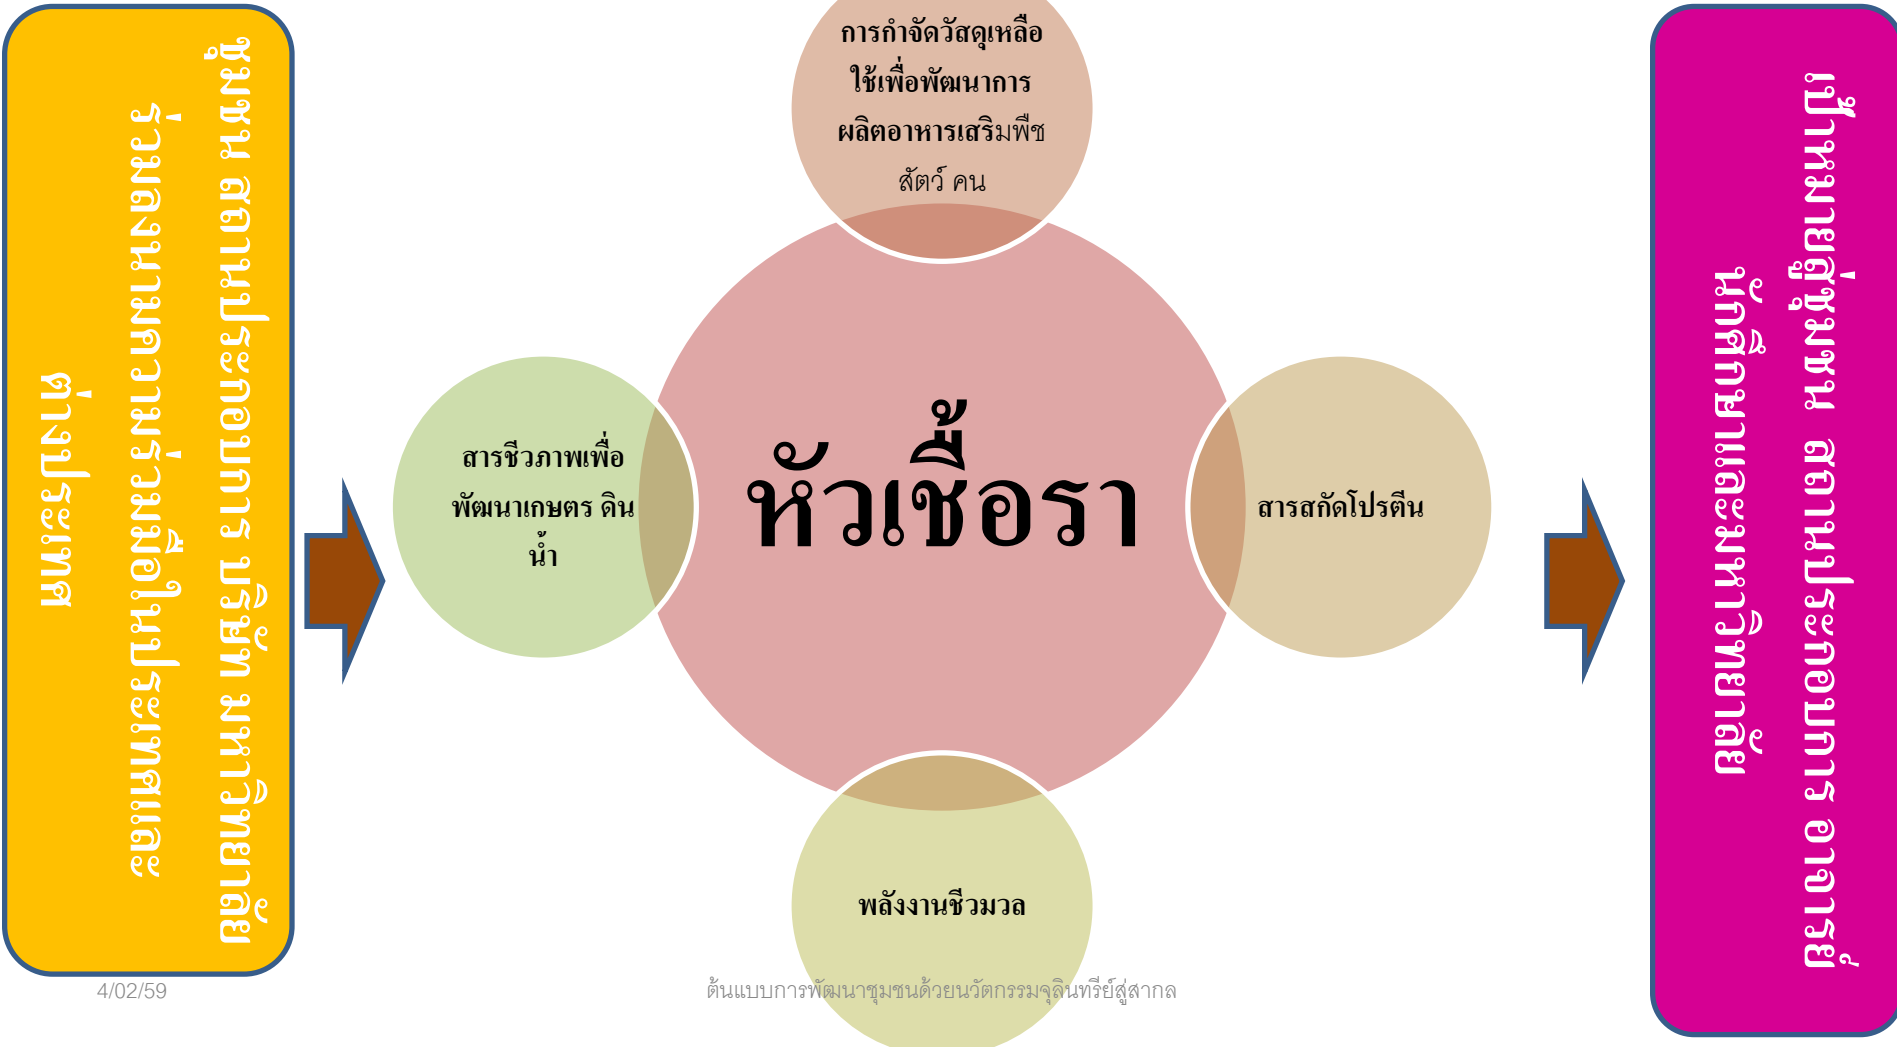 ชุมชน สถานประกอบการ บริษัท มหาวิทยาลัย
ร่วมลงนามความร่วมมือในประเทศและ
ต่างประเทศ
การกำจัดวัสดุเหลือ
ใช้เพื่อพัฒนาการ
ผลิตอาหารเสริมพืช
สัตว์ คน
สารชีวภาพเพื่อ
พัฒนาเกษตร ดิน
น้ำ
หัวเชื้อรา
สารสกัดโปรตีน
พลังงานชีวมวล
เป้าหมายสู่ชุมชน สถานประกอบการ อาจารย์
นักศึกษาและมหาวิทยาลัย
4/02/59
ต้นแบบการพัฒนาชุมชนด้วยนวัตกรรมจุลินทรีย์สู่สากล